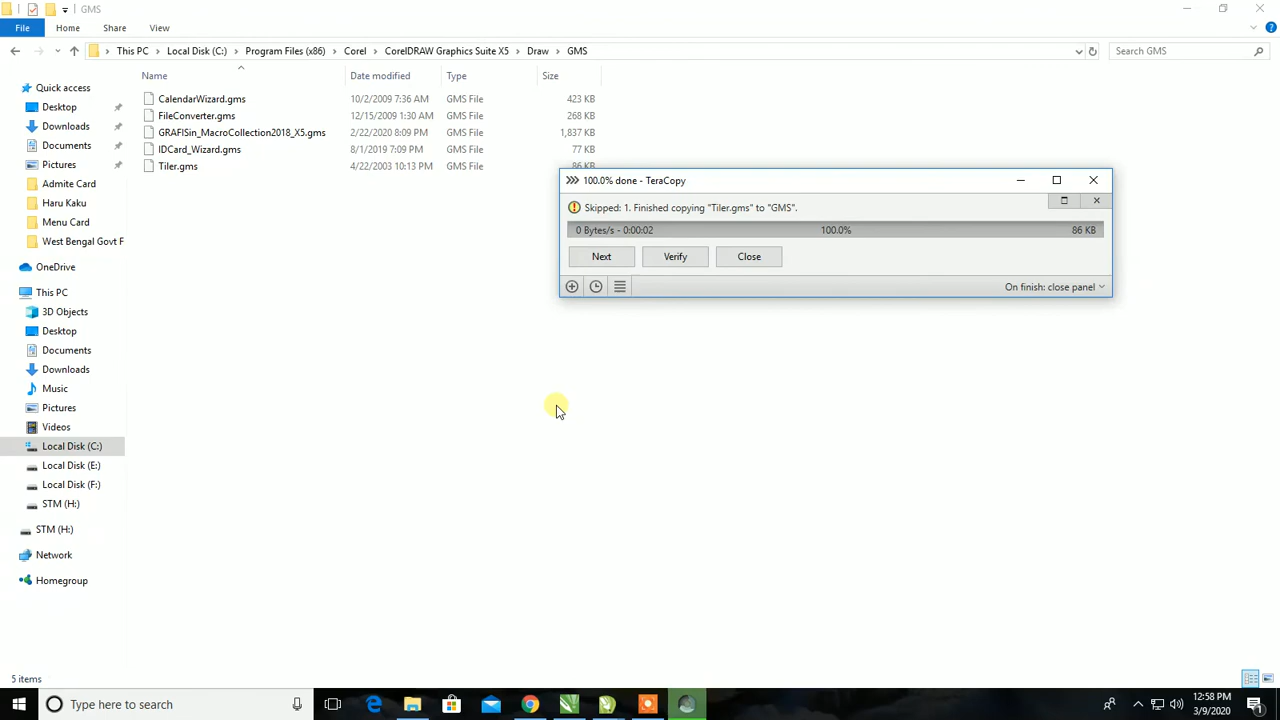 GMS
File Home Share View
This PC Local Disk (C:) Program Files (x86) Corel CorelDRAW Graphics Suite X5 Draw GMS Search GMS
Name Date modified Type Size
CalendarWizard.gms 10/2/2009 7:36 AM GMS File 423 KB
FileConverter.gms 12/15/2009 1:30 AM GMS File 268 KB
GRAFISin_MacroCollection2018_X5.gms 2/22/2020 8:09 PM GMS File 1,837 KB
IDCard_Wizard.gms 8/1/2019 7:09 PM GMS File 77 KB
Tiler.gms 4/22/2003 10:13 PM GMS File 86 KB
Quick access
Desktop
Downloads
Documents
Pictures
Admite Card
Haru Kaku
Menu Card
West Bengal Govt F
OneDrive
This PC
3D Objects
Desktop
Documents
Downloads
Music
Pictures
Videos
Local Disk (C:)
Local Disk (E:)
Local Disk (F:)
STM (H:)
STM (H:)
Network
Homegroup
100.0% done - TeraCopy
Skipped: 1. Finished copying "Tiler.gms" to "GMS".
0 Bytes/s - 0:00:02 100.0% 86 KB
Next Verify Close
On finish: close panel
5 items
Type here to search
12:58 PM
3/9/2020